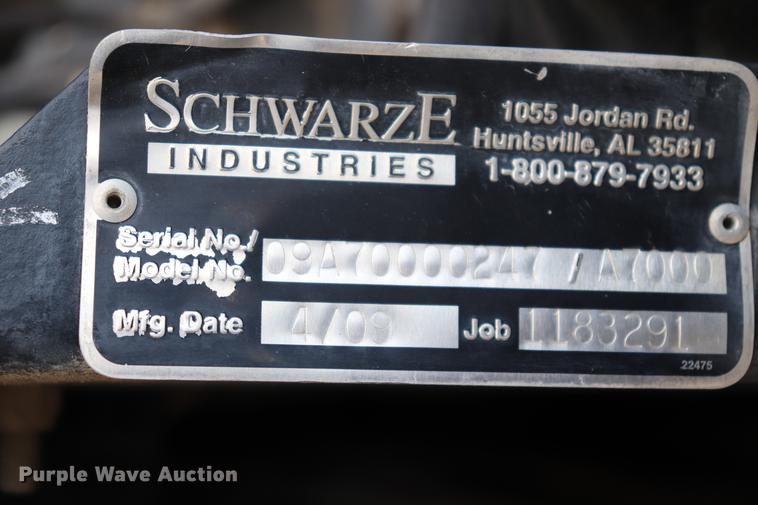 SCHWARZE
INDUSTRIES
1055 Jordan Rd.
Huntsville, AL 35811
1-800-879-7933
Serial No./
Model No.
09A70000247 / A7000
Mfg. Date 4/09 Job 1183291
22475
Purple Wave Auction